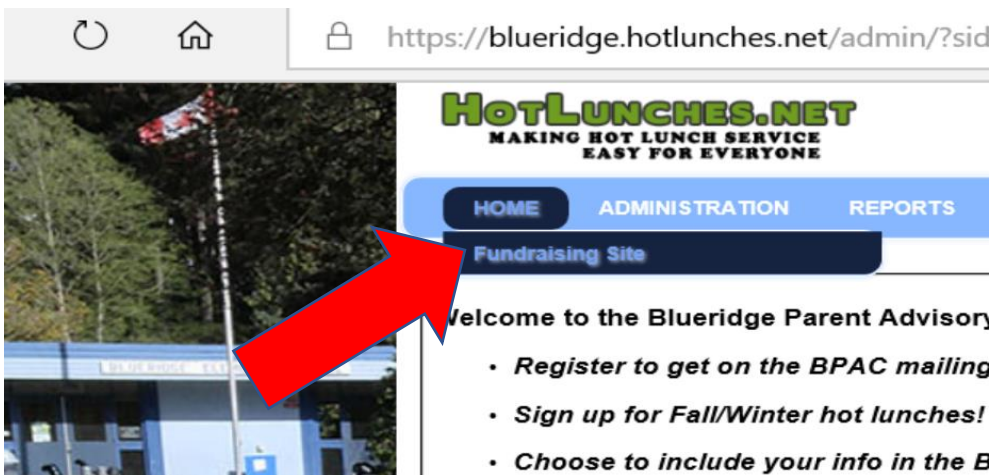 https://blueridge.hotlunches.net/admin/?sid
HOTLUNCHES.NET
MAKING HOT LUNCH SERVICE
EASY FOR EVERYONE
HOME ADMINISTRATION REPORTS
Fundraising Site
Welcome to the Blueridge Parent Advisory
• Register to get on the BPAC mailing
• Sign up for Fall/Winter hot lunches!
• Choose to include your info in the B
BLUERIDGE